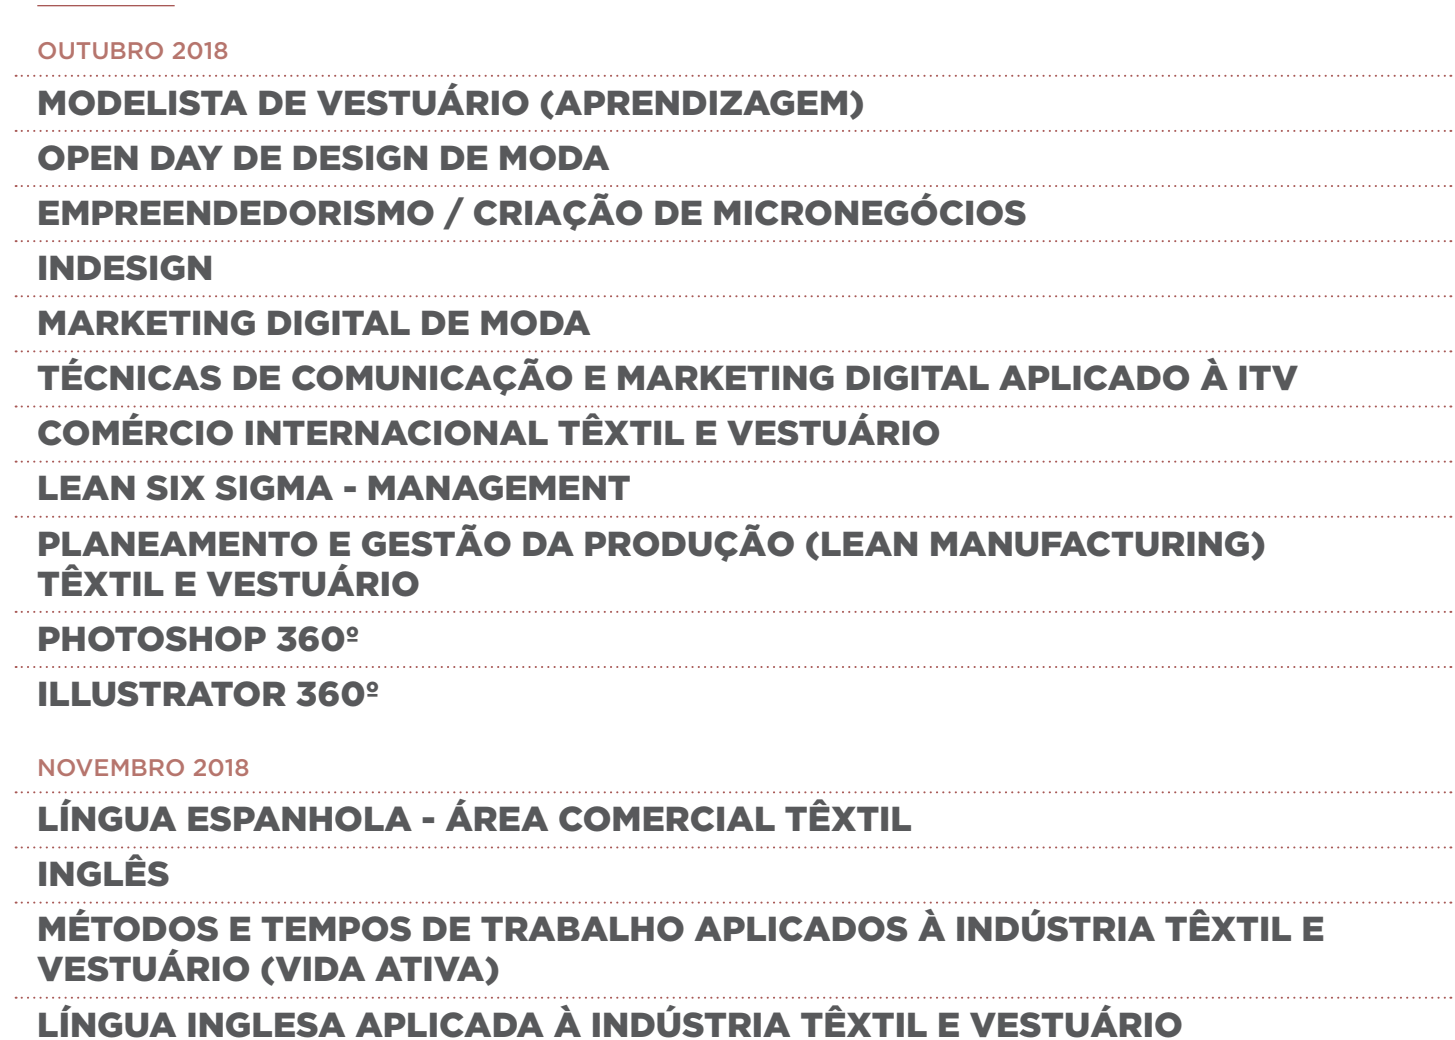 OUTUBRO 2018
MODELISTA DE VESTUÁRIO (APRENDIZAGEM)
OPEN DAY DE DESIGN DE MODA
EMPREENDEDORISMO / CRIAÇÃO DE MICRONEGÓCIOS
INDESIGN
MARKETING DIGITAL DE MODA
TÉCNICAS DE COMUNICAÇÃO E MARKETING DIGITAL APLICADO À ITV
COMÉRCIO INTERNACIONAL TÊXTIL E VESTUÁRIO
LEAN SIX SIGMA - MANAGEMENT
PLANEAMENTO E GESTÃO DA PRODUÇÃO (LEAN MANUFACTURING)
TÊXTIL E VESTUÁRIO
PHOTOSHOP 360º
ILLUSTRATOR 360º
NOVEMBRO 2018
LÍNGUA ESPANHOLA - ÁREA COMERCIAL TÊXTIL
INGLÊS
MÉTODOS E TEMPOS DE TRABALHO APLICADOS À INDÚSTRIA TÊXTIL E
VESTUÁRIO (VIDA ATIVA)
LÍNGUA INGLESA APLICADA À INDÚSTRIA TÊXTIL E VESTUÁRIO